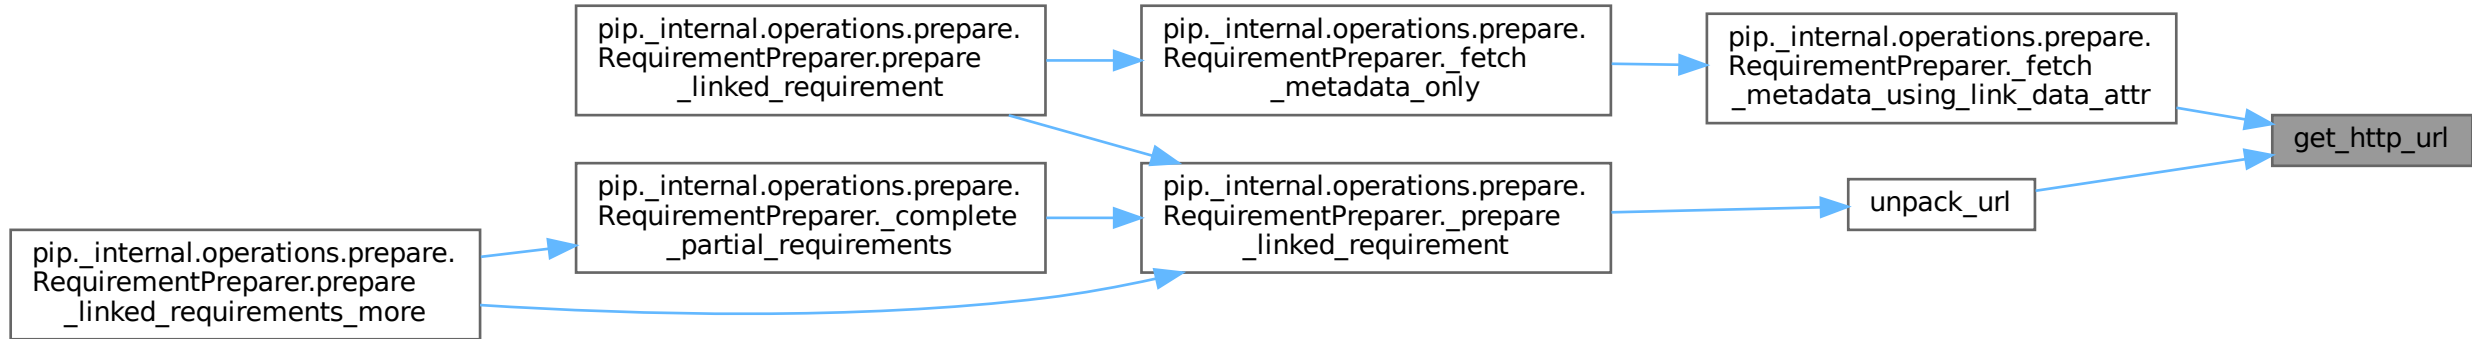 pip._internal.operations.prepare.
RequirementPreparer.prepare
_linked_requirement
pip._internal.operations.prepare.
RequirementPreparer._fetch
_metadata_only
pip._internal.operations.prepare.
RequirementPreparer._fetch
_metadata_using_link_data_attr
get_http_url
pip._internal.operations.prepare.
RequirementPreparer._complete
_partial_requirements
pip._internal.operations.prepare.
RequirementPreparer._prepare
_linked_requirement
unpack_url
pip._internal.operations.prepare.
RequirementPreparer.prepare
_linked_requirements_more